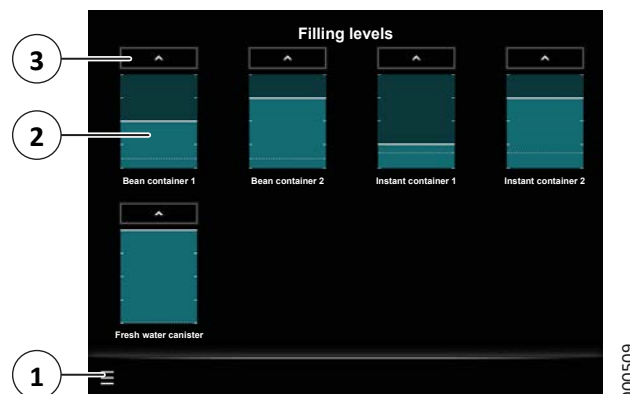 Filling levels
3
2
Bean container 1
Bean container 2
Instant container 1
Instant container 2
Fresh water canister
1
000509